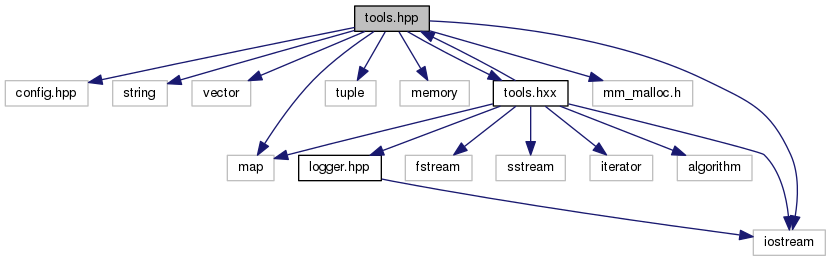 tools.hpp
config.hpp
string
vector
tuple
memory
tools.hxx
mm_malloc.h
map
logger.hpp
fstream
sstream
iterator
algorithm
iostream